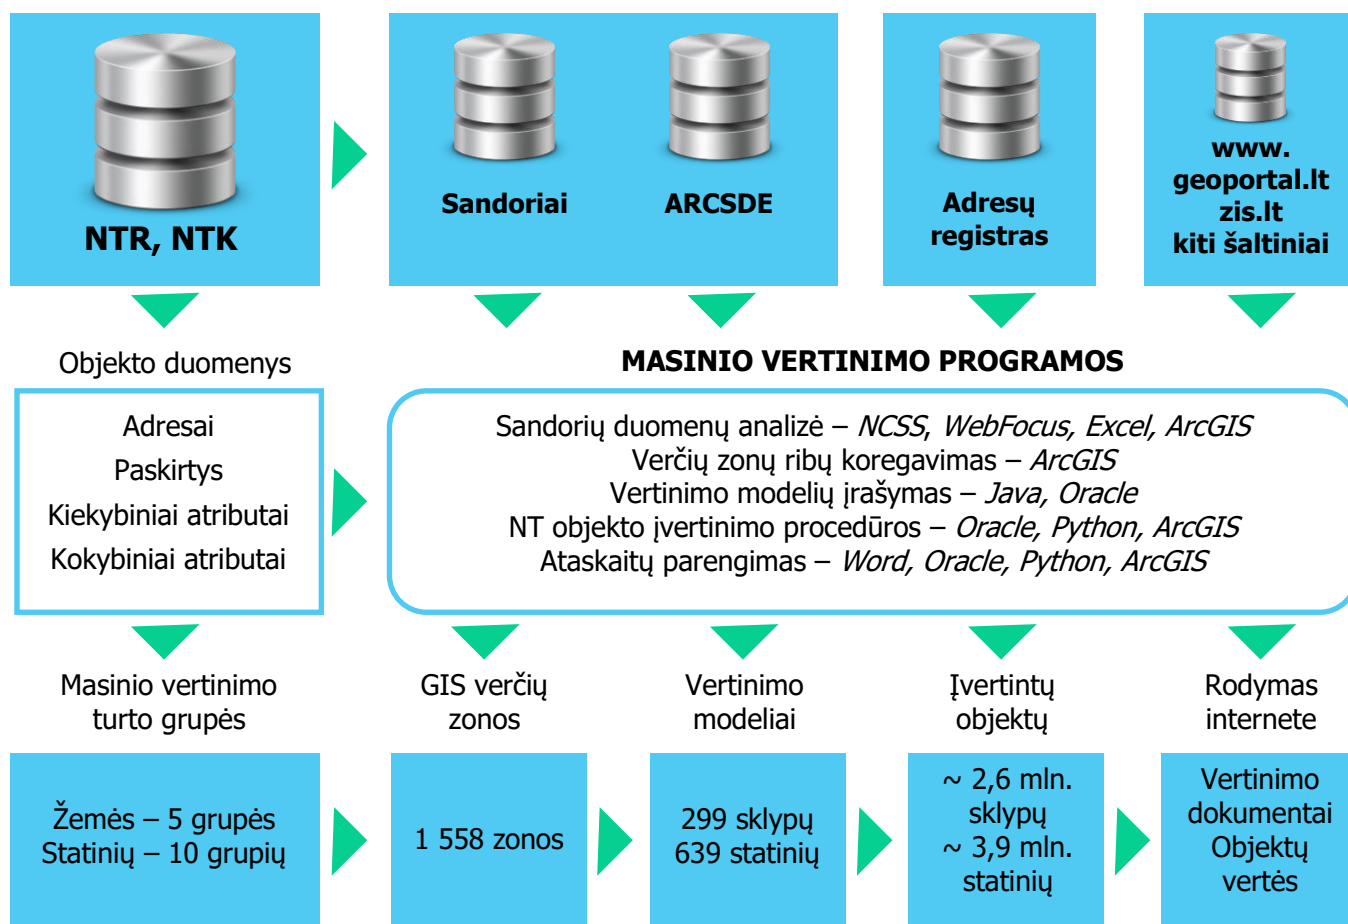 NTR, NTK
Sandoriai
ARCSDE
Adresų
registras
www.
geoportal.lt
zis.lt
kiti šaltiniai
Objekto duomenys
Adresai
Paskirtys
Kiekybiniai atributai
Kokybiniai atributai
MASINIO VERTINIMO PROGRAMOS
Sandorių duomenų analizė – NCSS, WebFocus, Excel, ArcGIS
Verčių zonų ribų koregavimas – ArcGIS
Vertinimo modelių įrašymas – Java, Oracle
NT objekto įvertinimo procedūros – Oracle, Python, ArcGIS
Ataskaitų parengimas – Word, Oracle, Python, ArcGIS
Masinio vertinimo
turto grupės
GIS verčių
zonos
Vertinimo
modeliai
Įvertintų
objektų
Rodymas
internete
Žemės – 5 grupės
Statinių – 10 grupių
1 558 zonos
299 sklypų
639 statinių
~ 2,6 mln.
sklypų
~ 3,9 mln.
statinių
Vertinimo
dokumentai
Objektų
vertės